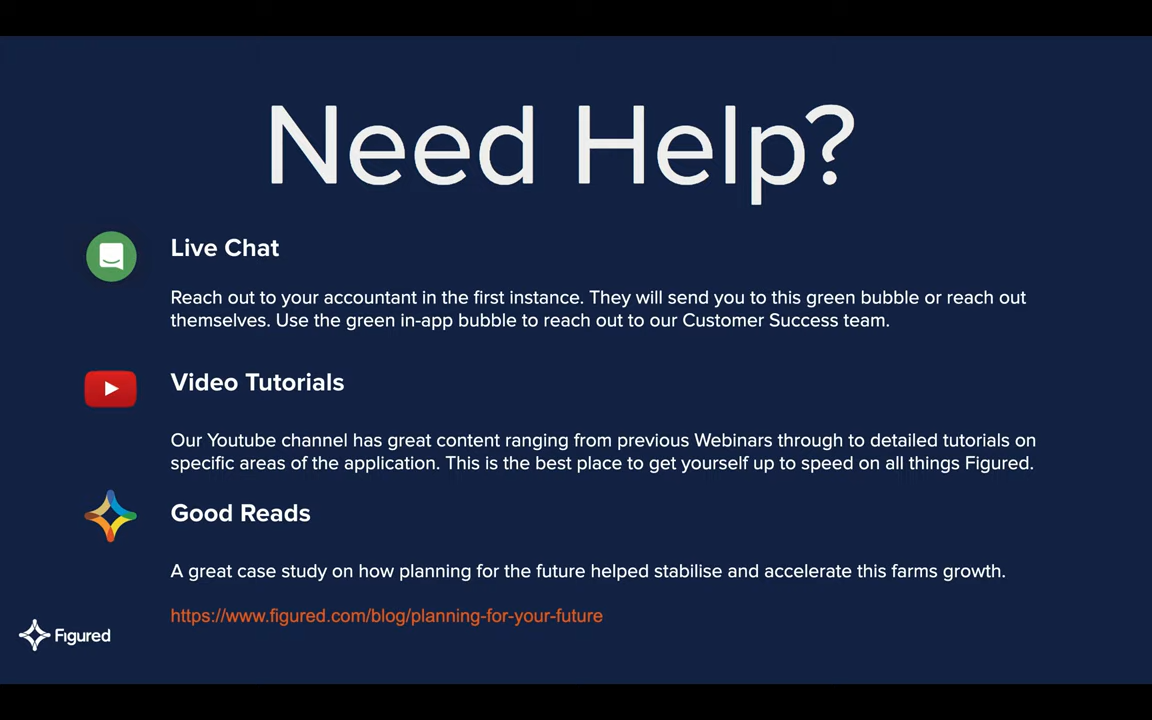 Need Help?
Live Chat
Reach out to your accountant in the first instance. They will send you to this green bubble or reach out
themselves. Use the green in-app bubble to reach out to our Customer Success team.
Video Tutorials
Our Youtube channel has great content ranging from previous Webinars through to detailed tutorials on
specific areas of the application. This is the best place to get yourself up to speed on all things Figured.
Good Reads
A great case study on how planning for the future helped stabilise and accelerate this farms growth.
https://www.figured.com/blog/planning-for-your-future
Figured